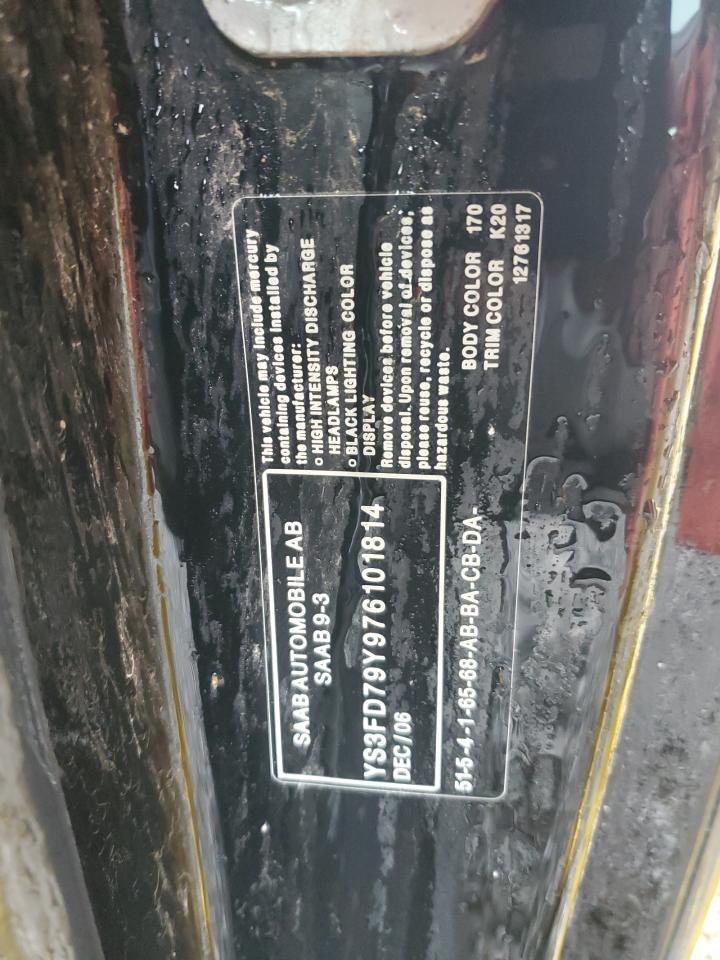 SAAB AUTOMOBILE AB
SAAB 9-3
YS3FD79Y976101814
DEC/06
This vehicle may include mercury
containing devices installed by
the manufacturer:
○ HIGH INTENSITY DISCHARGE
HEADLAMPS
○ BLACK LIGHTING COLOR
DISPLAY
Remove devices before vehicle
disposal. Upon removal of devices,
please reuse, recycle or dispose as
hazardous waste.
51-5-4-1-65-68-AB-BA-CB-DA-
BODY COLOR 170
TRIM COLOR K20
12761317